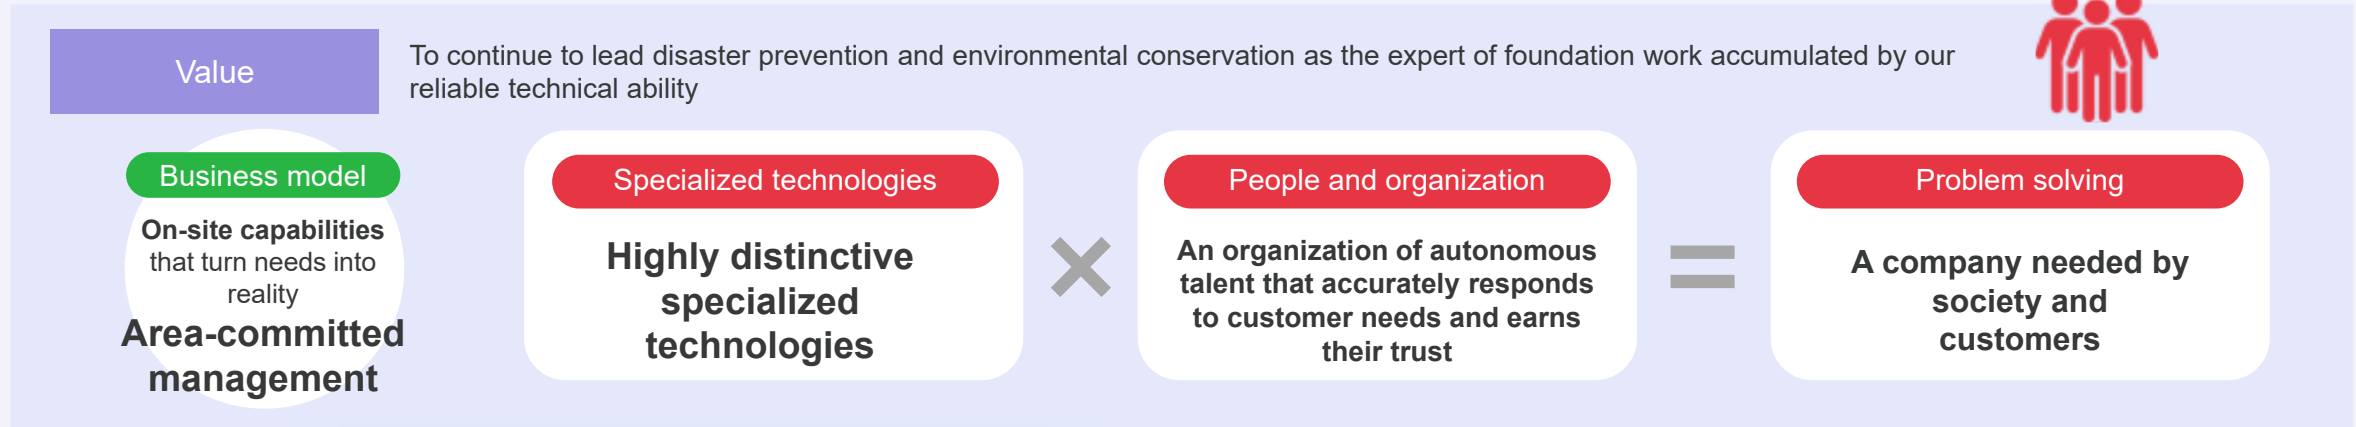 Value
To continue to lead disaster prevention and environmental conservation as the expert of foundation work accumulated by our
reliable technical ability
Business model
On-site capabilities
that turn needs into
reality
Area-committed
management
Specialized technologies
Highly distinctive
specialized
technologies
×
People and organization
An organization of autonomous
talent that accurately responds
to customer needs and earns
their trust
=
Problem solving
A company needed by
society and
customers